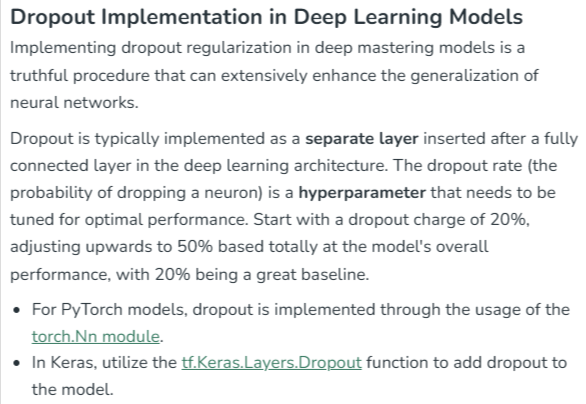 Dropout Implementation in Deep Learning Models
Implementing dropout regularization in deep mastering models is a
truthful procedure that can extensively enhance the generalization of
neural networks.
Dropout is typically implemented as a separate layer inserted after a fully
connected layer in the deep learning architecture. The dropout rate (the
probability of dropping a neuron) is a hyperparameter that needs to be
tuned for optimal performance. Start with a dropout charge of 20%,
adjusting upwards to 50% based totally at the model's overall
performance, with 20% being a great baseline.
• For PyTorch models, dropout is implemented through the usage of the
torch.Nn module.
• In Keras, utilize the tf.Keras.Layers.Dropout function to add dropout to
the model.